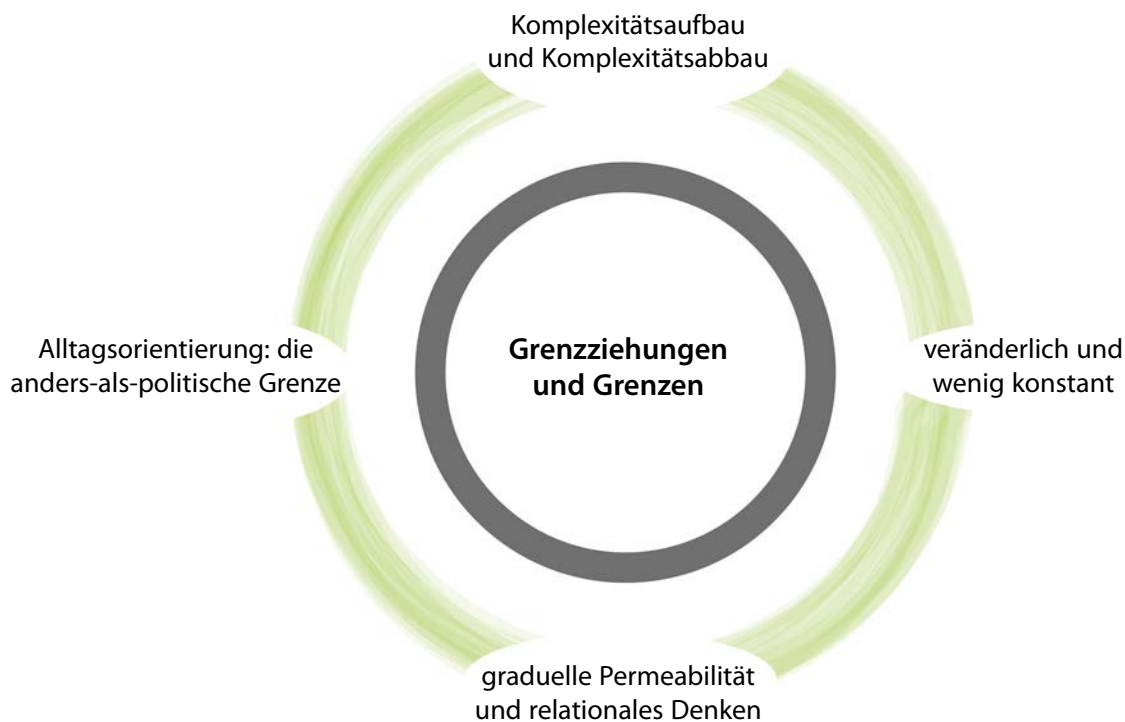 Komplexitätsaufbau
und Komplexitätsabbau
Alltagsorientierung: die
anders-als-politische Grenze
Grenzziehungen
und Grenzen
veränderlich und
wenig konstant
graduelle Permeabilität
und relationales Denken